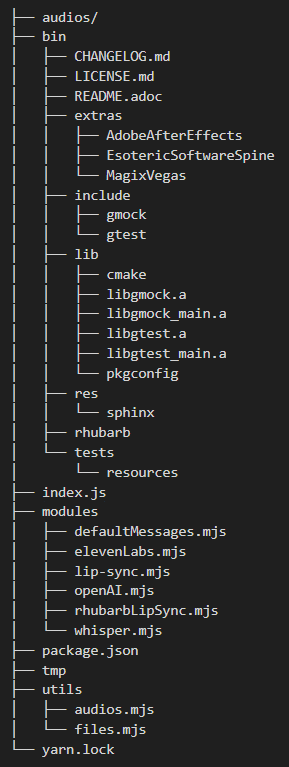 ├── audios/
├── bin
│   ├── CHANGELOG.md
│   ├── LICENSE.md
│   ├── README.adoc
│   ├── extras
│   │   ├── AdobeAfterEffects
│   │   ├── EsotericSoftwareSpine
│   │   └── MagixVegas
│   ├── include
│   │   ├── gmock
│   │   └── gtest
│   ├── lib
│   │   ├── cmake
│   │   ├── libgmock.a
│   │   ├── libgmock_main.a
│   │   ├── libgtest.a
│   │   ├── libgtest_main.a
│   │   └── pkgconfig
│   ├── res
│   │   └── sphinx
│   ├── rhubarb
│   └── tests
│       └── resources
├── index.js
├── modules
│   ├── defaultMessages.mjs
│   ├── elevenLabs.mjs
│   ├── lip-sync.mjs
│   ├── openAI.mjs
│   ├── rhubarbLipSync.mjs
│   └── whisper.mjs
├── package.json
├── tmp
├── utils
│   ├── audios.mjs
│   └── files.mjs
└── yarn.lock